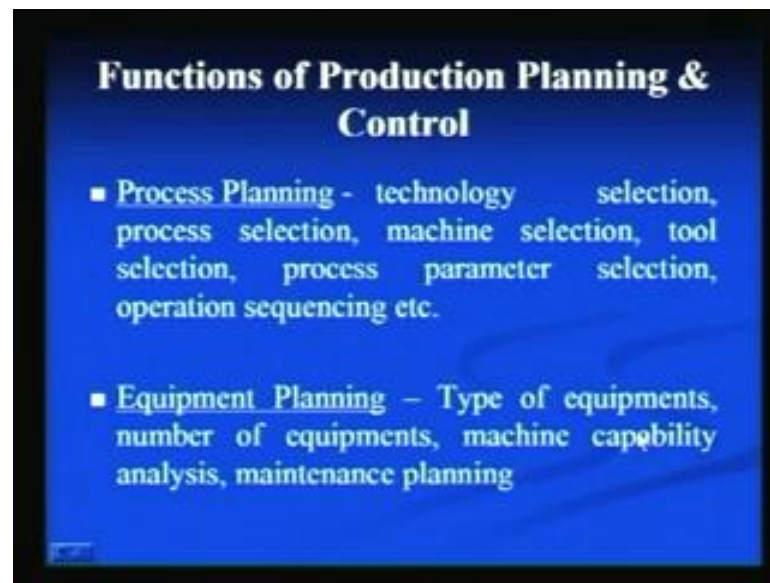 Functions of Production Planning &
Control
■ Process Planning - technology selection,
process selection, machine selection, tool
selection, process parameter selection,
operation sequencing etc.
■ Equipment Planning – Type of equipments,
number of equipments, machine capability
analysis, maintenance planning